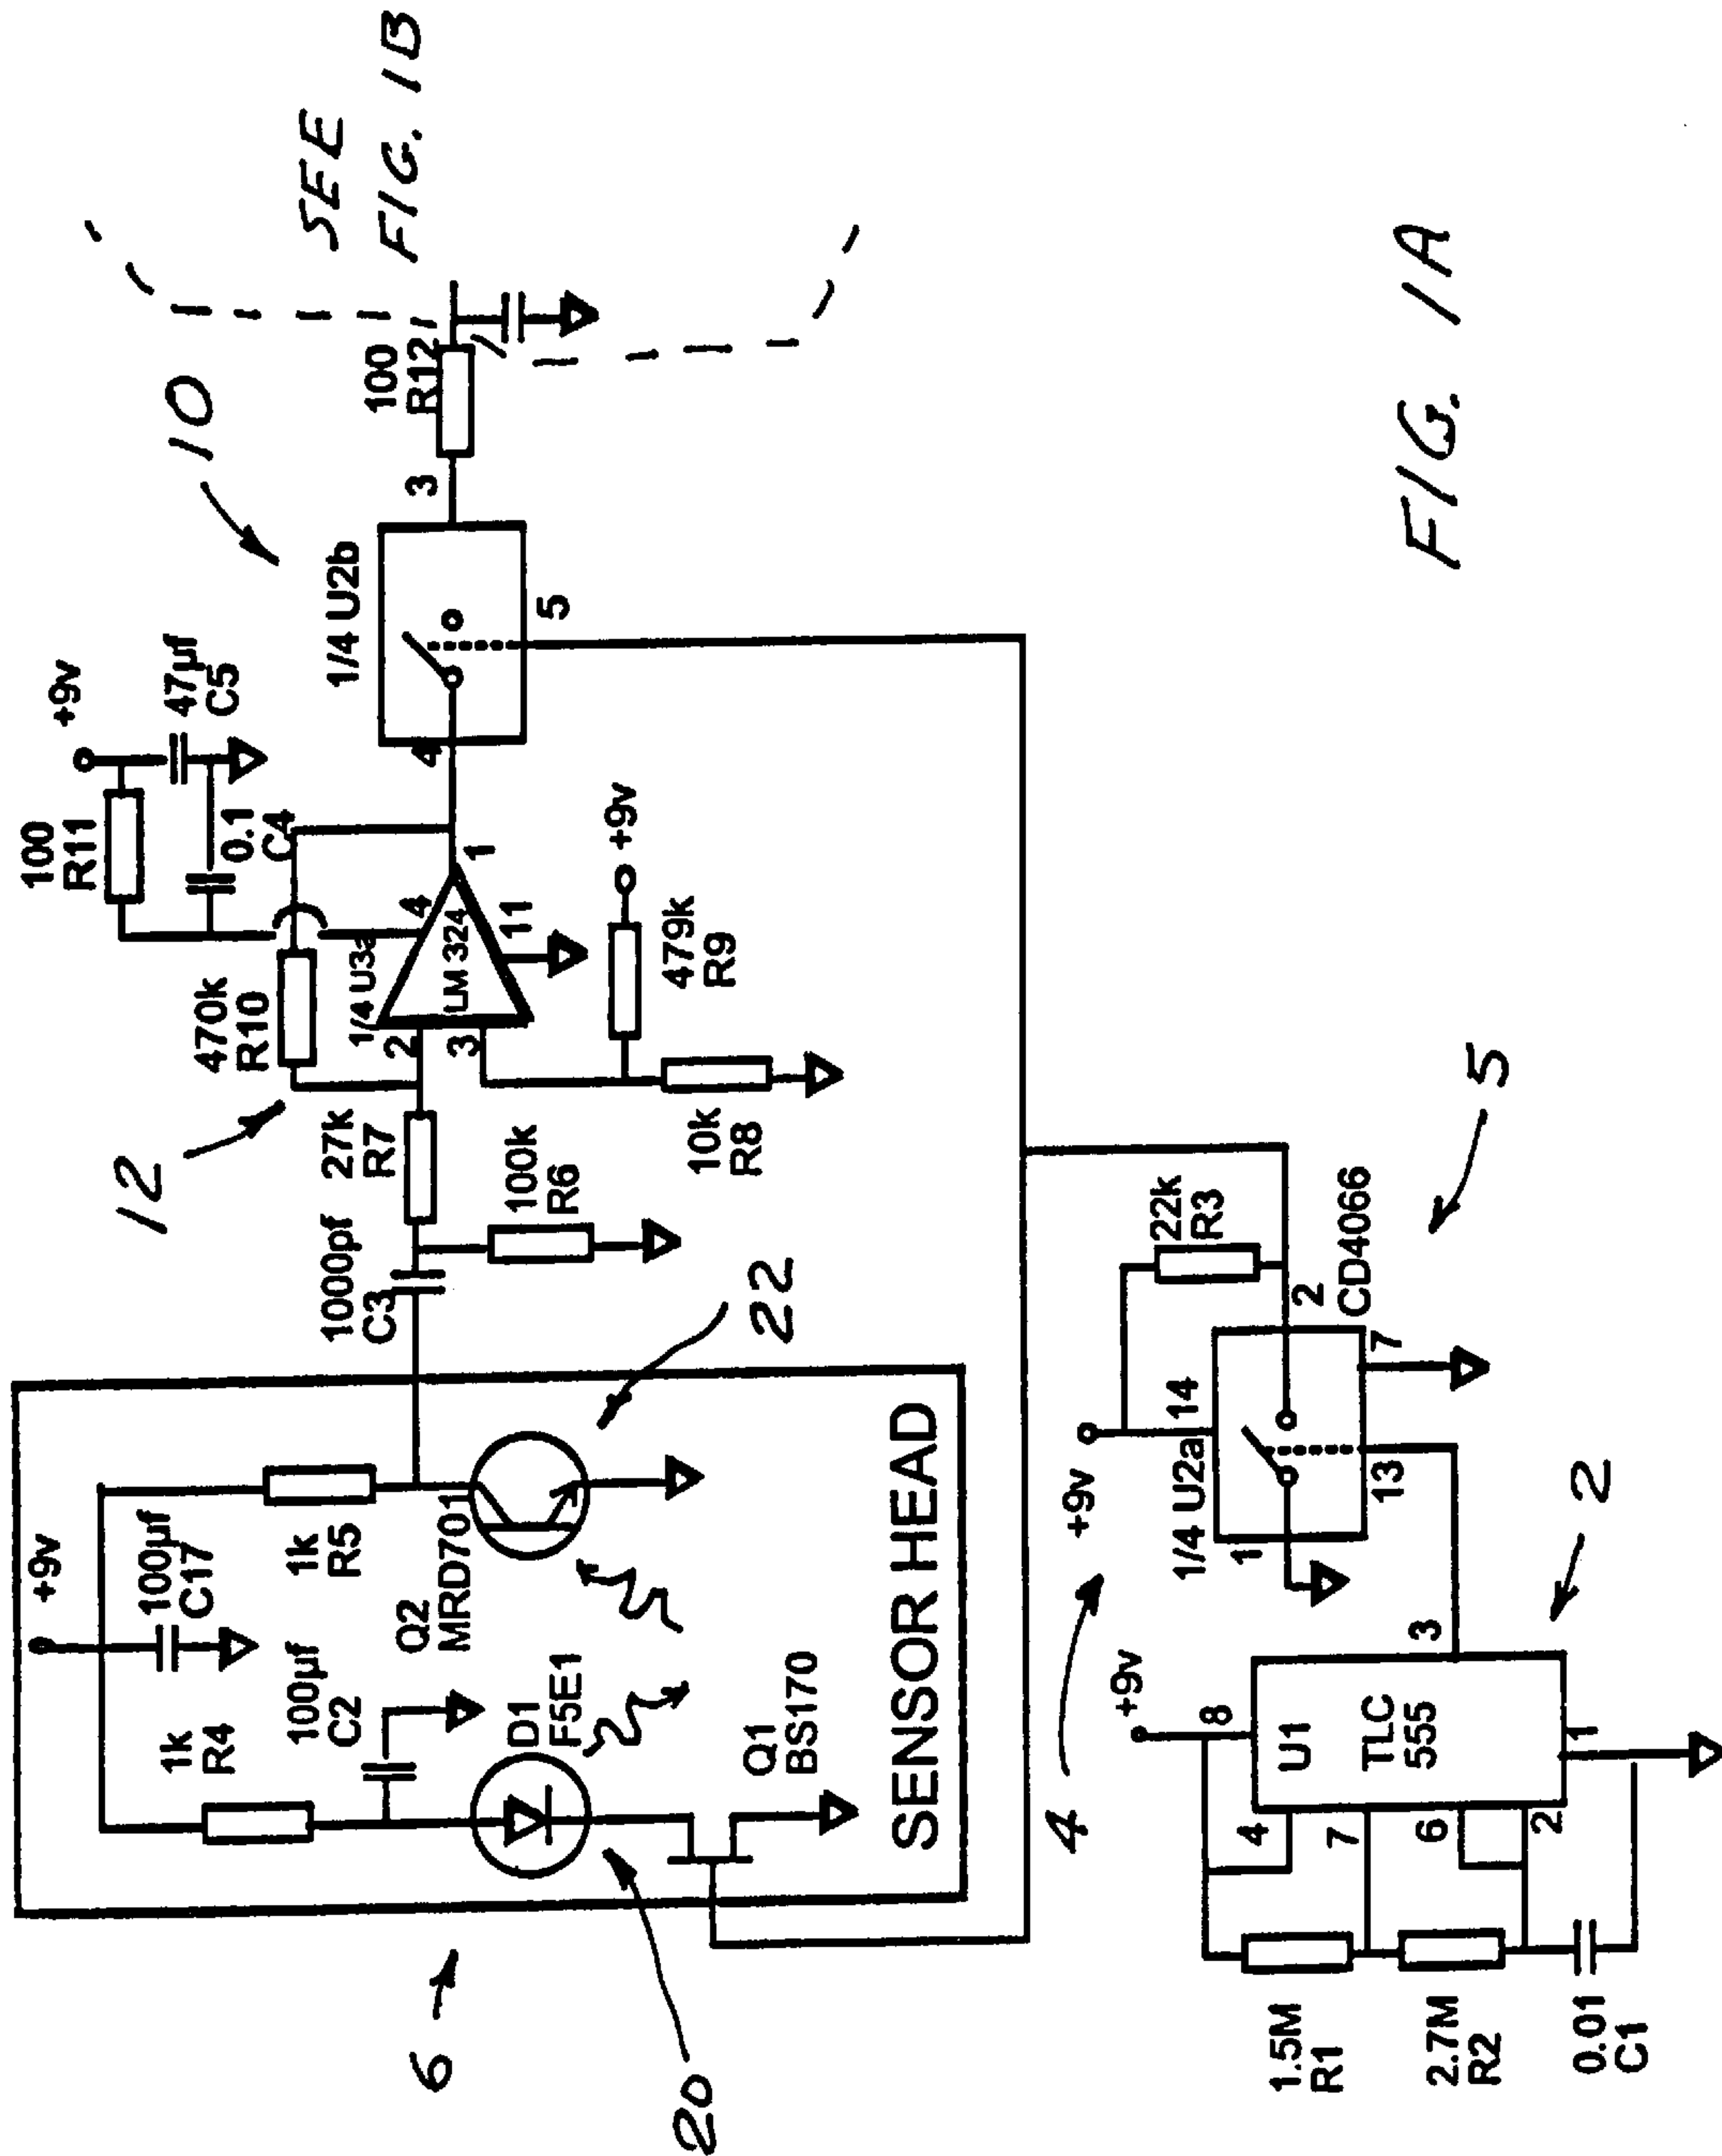 SEE
FIG. 1B
10
100
R12
3
1/4 U2b
5
4
+9v
47µf
C5
100
R11
0.1
C4
470k
R10
12
1/4 U3a
4
LM 324
1
11
2
3
+9v
479k
R9
10k
R8
27k
R7
100k
R6
1000pf
C3
22
+9v
100µf
C17
1k
R5
1k
R4
100µf
C2
Q2
MRD701
D1
F5E1
Q1
BS170
SENSOR HEAD
6
20
4
+9v
22k
R3
1/4 U2a
14
1
2
CD4066
7
13
5
+9v
8
U1
TLC
555
3
1
4
7
6
2
2
1.5M
R1
2.7M
R2
0.01
C1
FIG. 1A